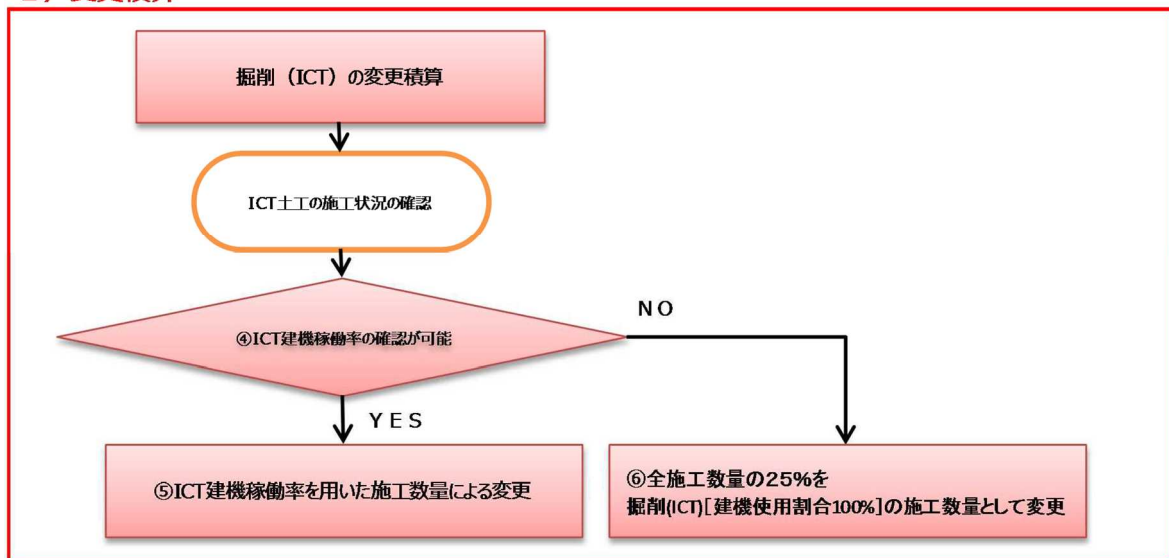 掘削（ICT）の変更積算
ICT土工の施工状況の確認
④ICT建機稼働率の確認が可能
NO
YES
⑤ICT建機稼働率を用いた施工数量による変更
⑥全施工数量の25%を
掘削(ICT)[建機使用割合100%]の施工数量として変更